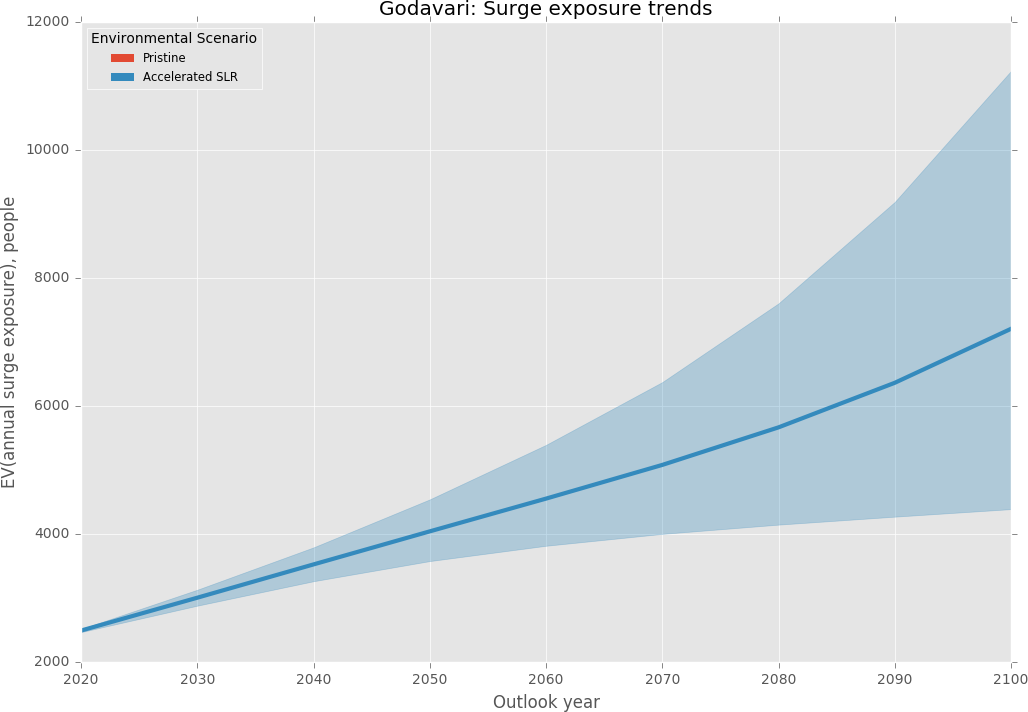 Godavari: Surge exposure trends
12000
10000
8000
6000
4000
2000
EV(annual surge exposure), people
Environmental Scenario
Pristine
Accelerated SLR
2020 2030 2040 2050 2060 2070 2080 2090 2100
Outlook year